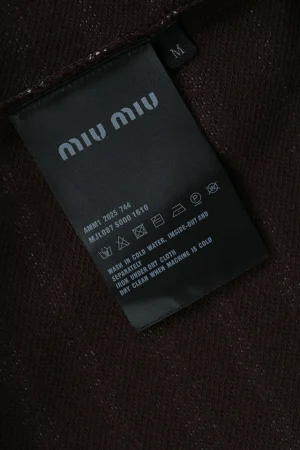 M
miu miu
AMM1 2025 744
MJL087 S000 1610
WASH IN COLD WATER, INSIDE-OUT AND
SEPARATELY
IRON UNDER DRY CLOTH
DRY CLEAN WHEN MACHINE IS COLD